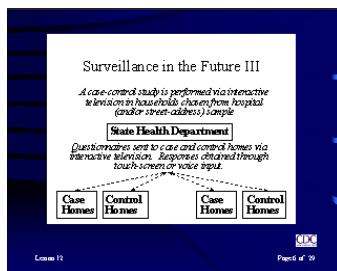 Surveillance in the Future III
A case-control study is performed via interactive
television in households chosen from hospital
(and/or street-address) sample
State Health Department
Questionnaires sent to case and control homes via
interactive television. Responses obtained through
touch-screen or voice input.
Case Homes
Control Homes
Case Homes
Control Homes
CDC
Lesson 12
Page 6 of 29